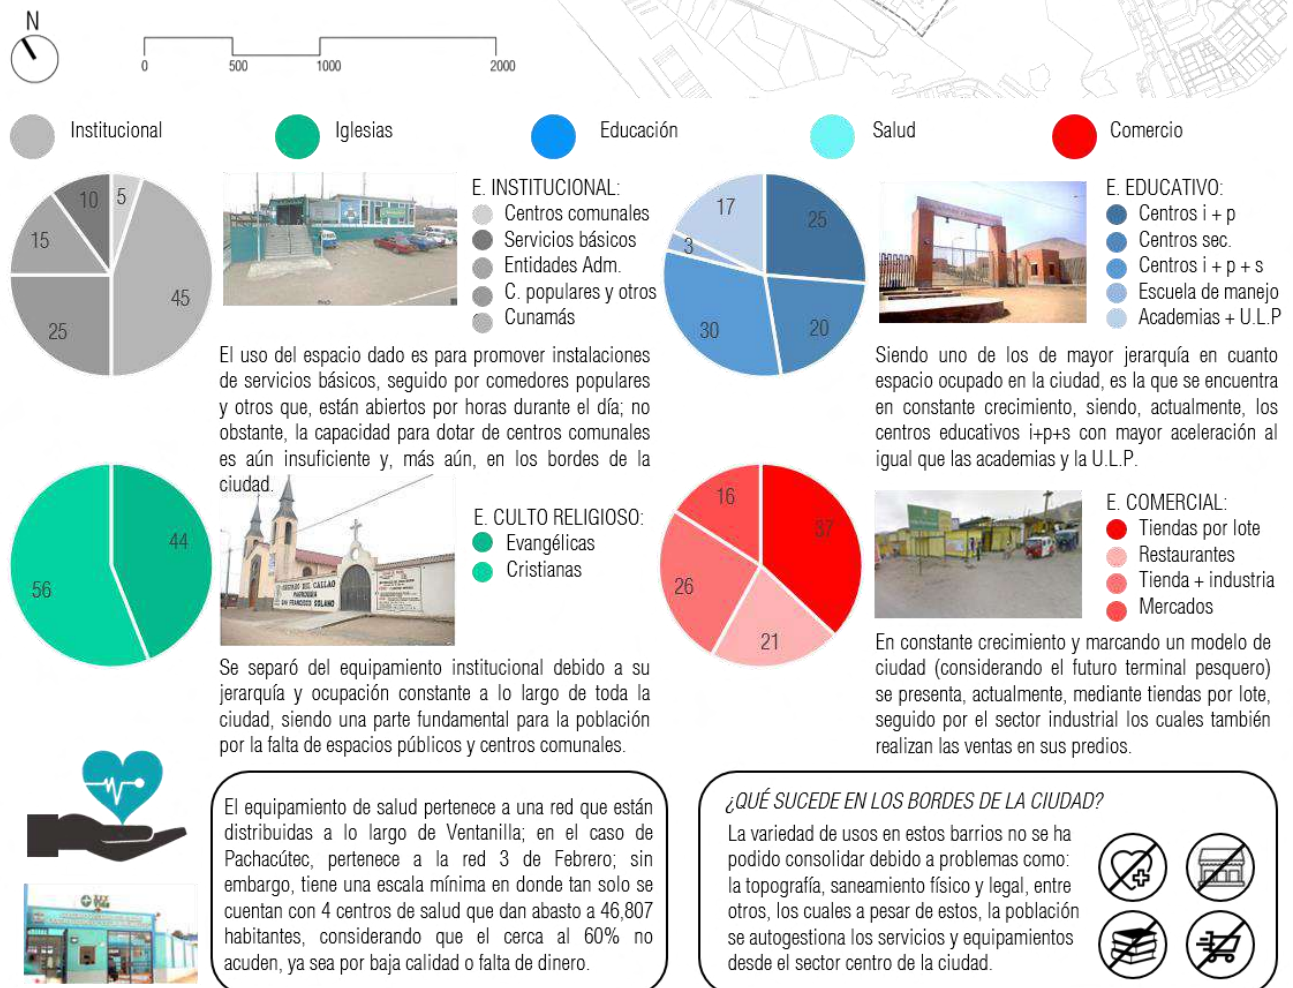 N
0 500 1000 2000
Institucional
Iglesias
Educación
Salud
Comercio
10
5
15
45
25
E. INSTITUCIONAL:
Centros comunales
Servicios básicos
Entidades Adm.
C. populares y otros
Cunamás
El uso del espacio dado es para promover instalaciones
de servicios básicos, seguido por comedores populares
y otros que, están abiertos por horas durante el día; no
obstante, la capacidad para dotar de centros comunales
es aún insuficiente y, más aún, en los bordes de la
ciudad.
17
25
3
30
20
E. EDUCATIVO:
Centros i + p
Centros sec.
Centros i + p + s
Escuela de manejo
Academias + U.L.P
Siendo uno de los de mayor jerarquía en cuanto
espacio ocupado en la ciudad, es la que se encuentra
en constante crecimiento, siendo, actualmente, los
centros educativos i+p+s con mayor aceleración al
igual que las academias y la U.L.P.
44
56
OBISPADO DEL CALLAO
PARROQUIA
SAN FRANCISCO SOLANO
E. CULTO RELIGIOSO:
Evangélicas
Cristianas
Se separó del equipamiento institucional debido a su
jerarquía y ocupación constante a lo largo de toda la
ciudad, siendo una parte fundamental para la población
por la falta de espacios públicos y centros comunales.
16
37
26
21
E. COMERCIAL:
Tiendas por lote
Restaurantes
Tienda + industria
Mercados
En constante crecimiento y marcando un modelo de
ciudad (considerando el futuro terminal pesquero)
se presenta, actualmente, mediante tiendas por lote,
seguido por el sector industrial los cuales también
realizan las ventas en sus predios.
El equipamiento de salud pertenece a una red que están
distribuidas a lo largo de Ventanilla; en el caso de
Pachacútec, pertenece a la red 3 de Febrero; sin
embargo, tiene una escala mínima en donde tan solo se
cuentan con 4 centros de salud que dan abasto a 46,807
habitantes, considerando que el cerca al 60% no
acuden, ya sea por baja calidad o falta de dinero.
¿QUÉ SUCEDE EN LOS BORDES DE LA CIUDAD?
La variedad de usos en estos barrios no se ha
podido consolidar debido a problemas como:
la topografía, saneamiento físico y legal, entre
otros, los cuales a pesar de estos, la población
se autogestiona los servicios y equipamientos
desde el sector centro de la ciudad.